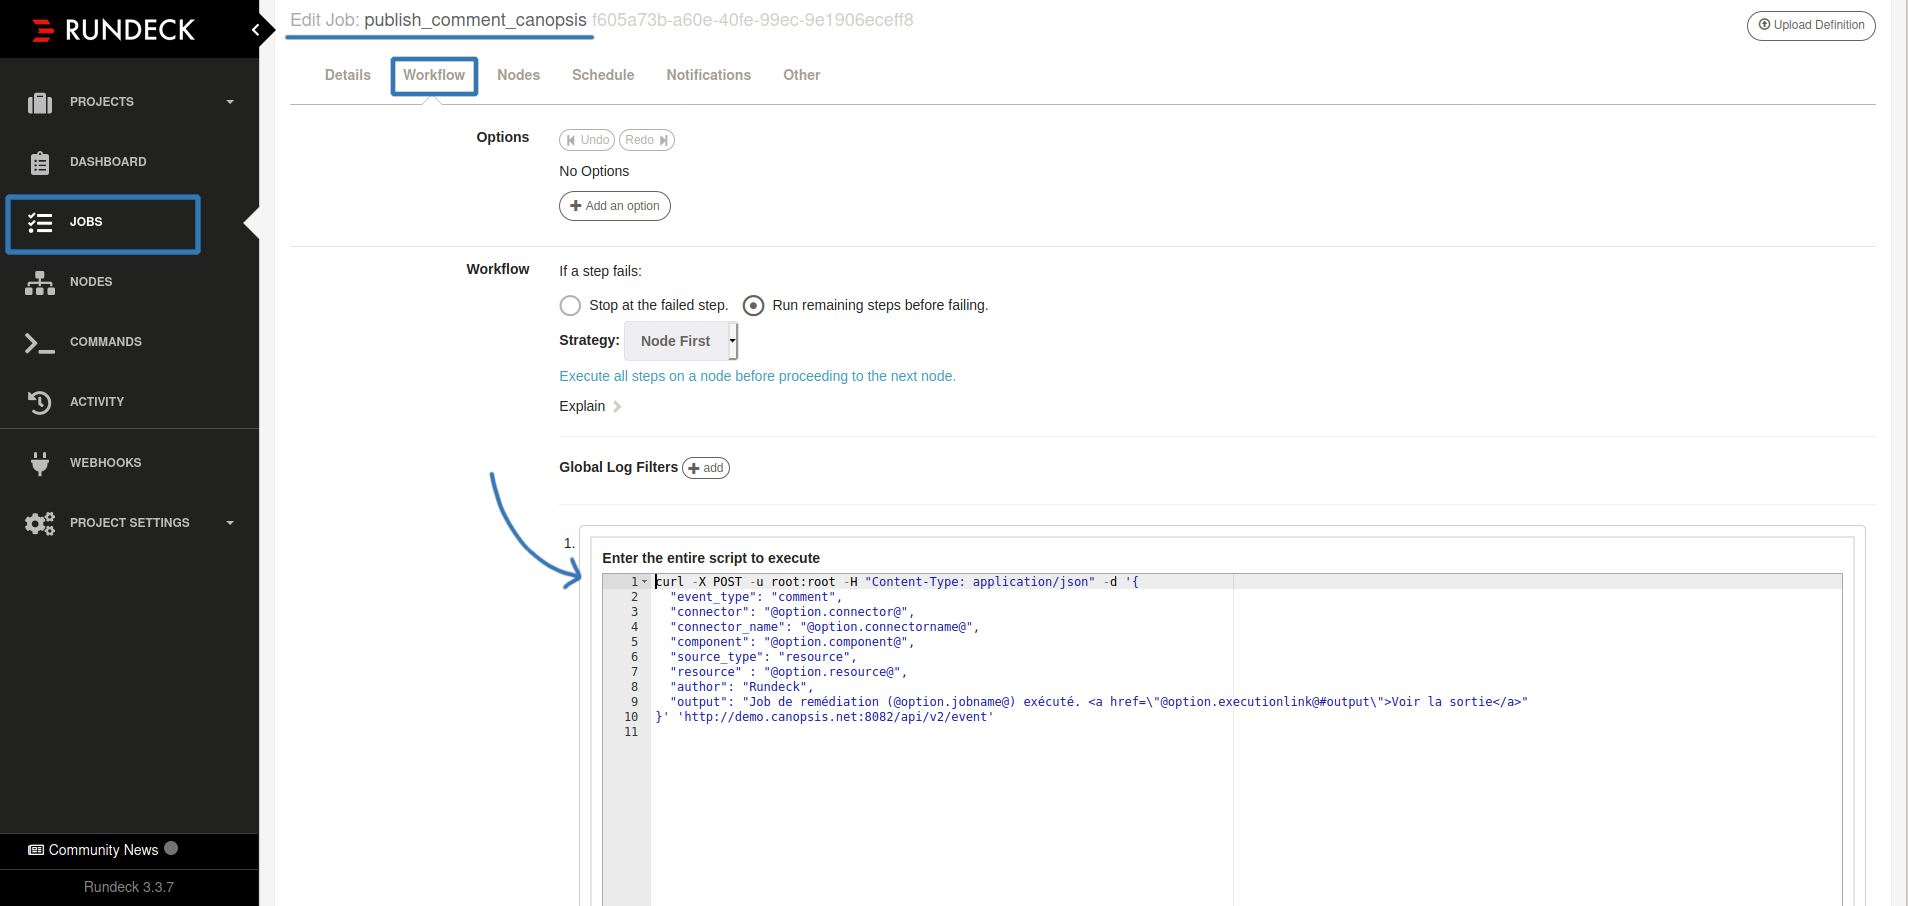 RUNDECK
PROJECTS
DASHBOARD
JOBS
NODES
COMMANDS
ACTIVITY
WEBHOOKS
PROJECT SETTINGS
Community News
Rundeck 3.3.7
Edit Job: publish_comment_canopsis f605a73b-a60e-40fe-99ec-9e1906eceff8
Upload Definition
Details Workflow Nodes Schedule Notifications Other
Options Undo Redo
No Options
Add an option
Workflow If a step fails:
Stop at the failed step. Run remaining steps before failing.
Strategy: Node First
Execute all steps on a node before proceeding to the next node.
Explain
Global Log Filters add
1.
Enter the entire script to execute
1 curl -X POST -u root:root -H "Content-Type: application/json" -d '{
2 "event_type": "comment",
3 "connector": "@option.connector@",
4 "connector_name": "@option.connectorname@",
5 "component": "@option.component@",
6 "source_type": "resource",
7 "resource" : "@option.resource@",
8 "author": "Rundeck",
9 "output": "Job de remédiation (@option.jobname@) exécuté. <a href=\"@option.executionlink@#output\">Voir la sortie</a>"
10 }' 'http://demo.canopsis.net:8082/api/v2/event'
11